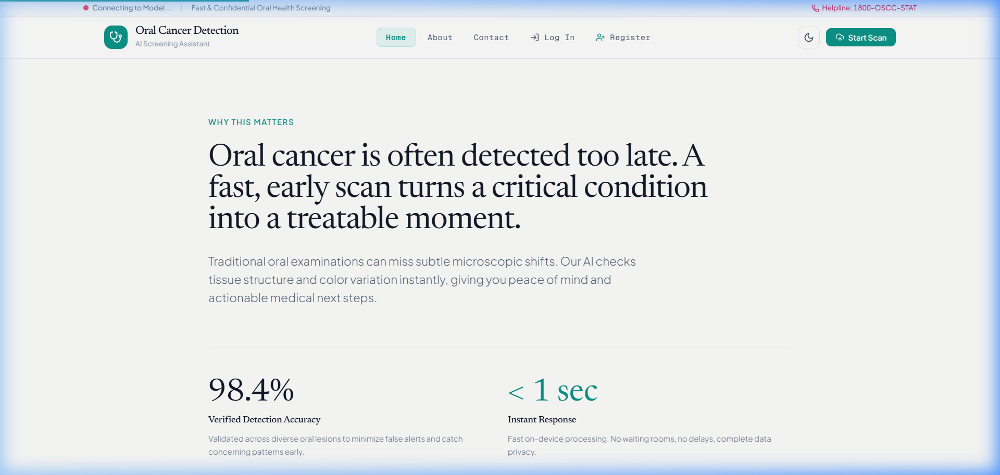 Connecting to Model... | Fast & Confidential Oral Health Screening
Helpline: 1800-OSCC-STAT
Oral Cancer Detection
AI Screening Assistant
Home
About
Contact
Log In
Register
Start Scan
WHY THIS MATTERS
Oral cancer is often detected too late. A
fast, early scan turns a critical condition
into a treatable moment.
Traditional oral examinations can miss subtle microscopic shifts. Our AI checks
tissue structure and color variation instantly, giving you peace of mind and
actionable medical next steps.
98.4%
Verified Detection Accuracy
Validated across diverse oral lesions to minimize false alerts and catch
concerning patterns early.
< 1 sec
Instant Response
Fast on-device processing. No waiting rooms, no delays, complete data
privacy.